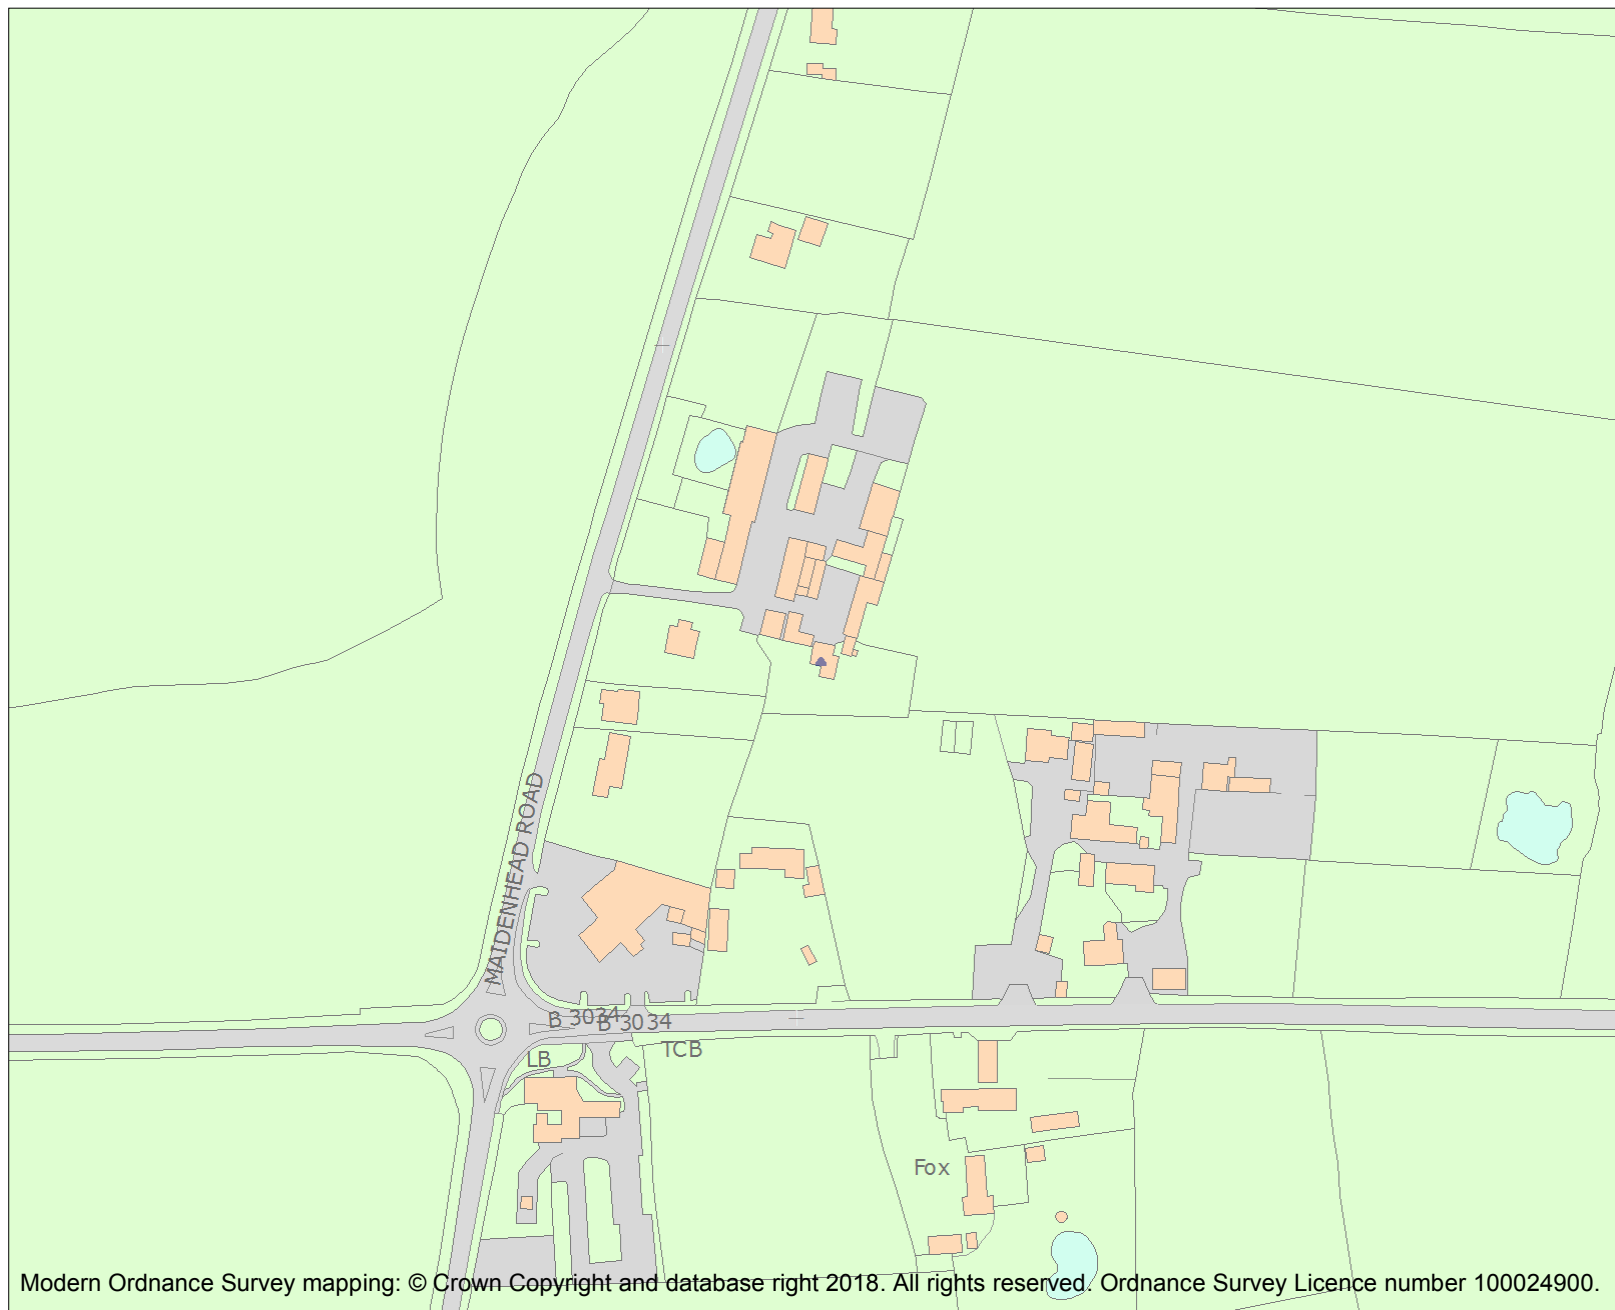 MAIDENHEAD ROAD
B 3034
B 3034
LB
TCB
Fox
Modern Ordnance Survey mapping: © Crown Copyright and database right 2018. All rights reserved. Ordnance Survey Licence number 100024900.